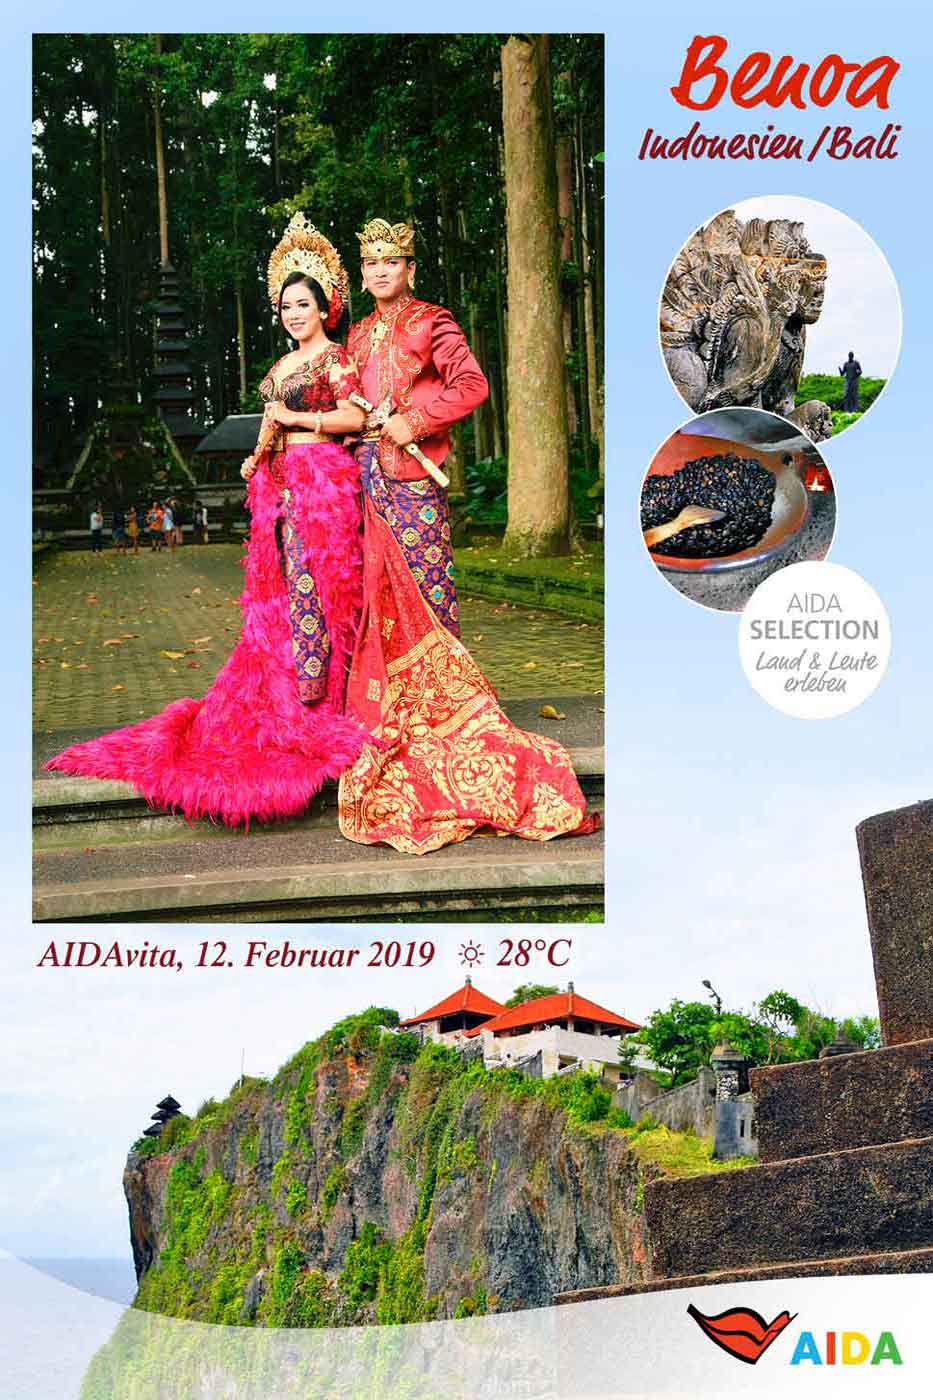 Benoa
Indonesien/Bali
AIDA
SELECTION
Land & Leute
erleben
AIDAvita, 12. Februar 2019 28°C
AIDA